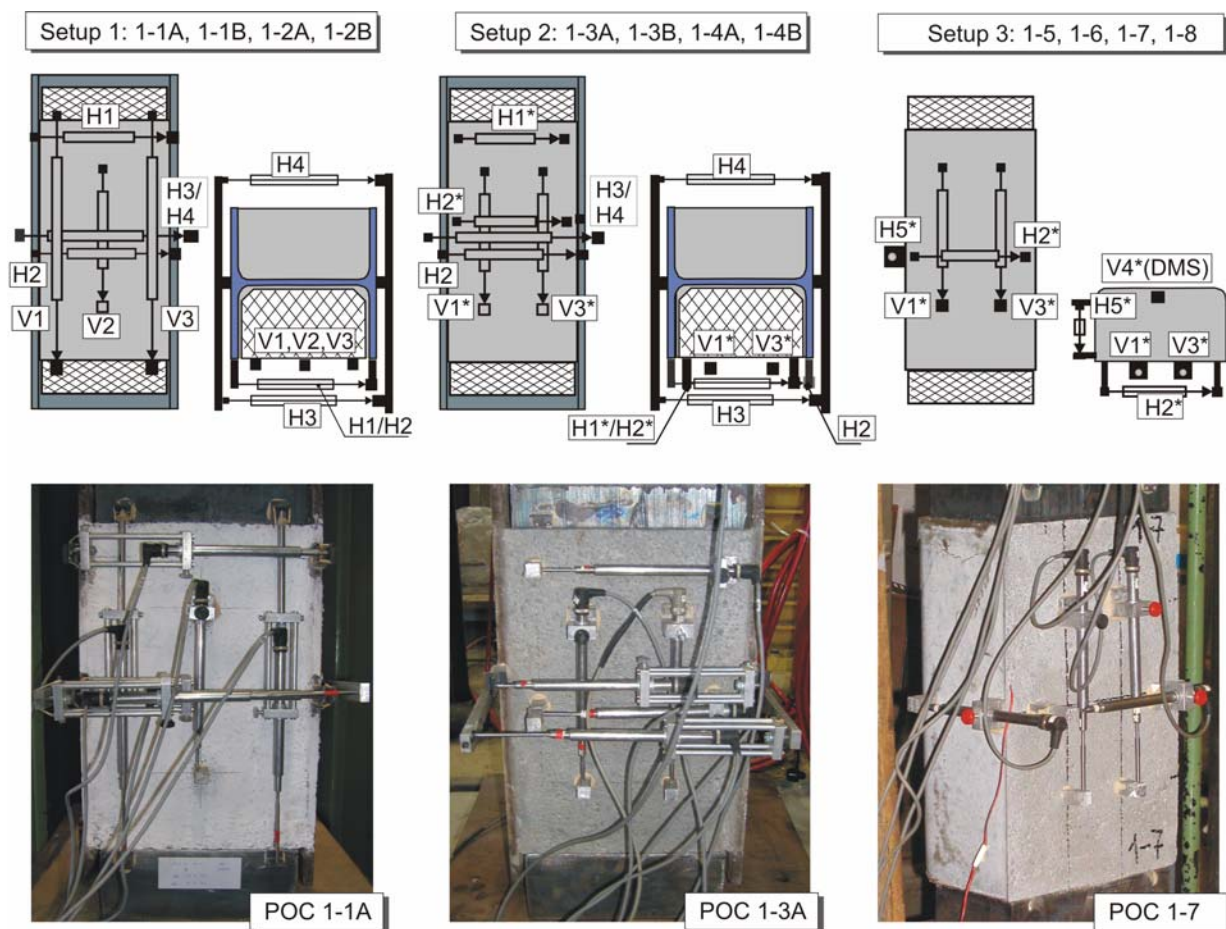 Setup 1: 1-1A, 1-1B, 1-2A, 1-2B
Setup 2: 1-3A, 1-3B, 1-4A, 1-4B
Setup 3: 1-5, 1-6, 1-7, 1-8
H1
H3/
H4
H2
V1
V2
V3
H4
V1, V2, V3
H3
H1/H2
H1*
H2*
H3/
H4
H2
V1*
V3*
H4
V1*
V3*
H3
H1*/H2*
H2
H5*
H2*
V1*
V3*
V4*(DMS)
H5*
V1*
V3*
H2*
1-7
1-7
POC 1-1A
POC 1-3A
POC 1-7